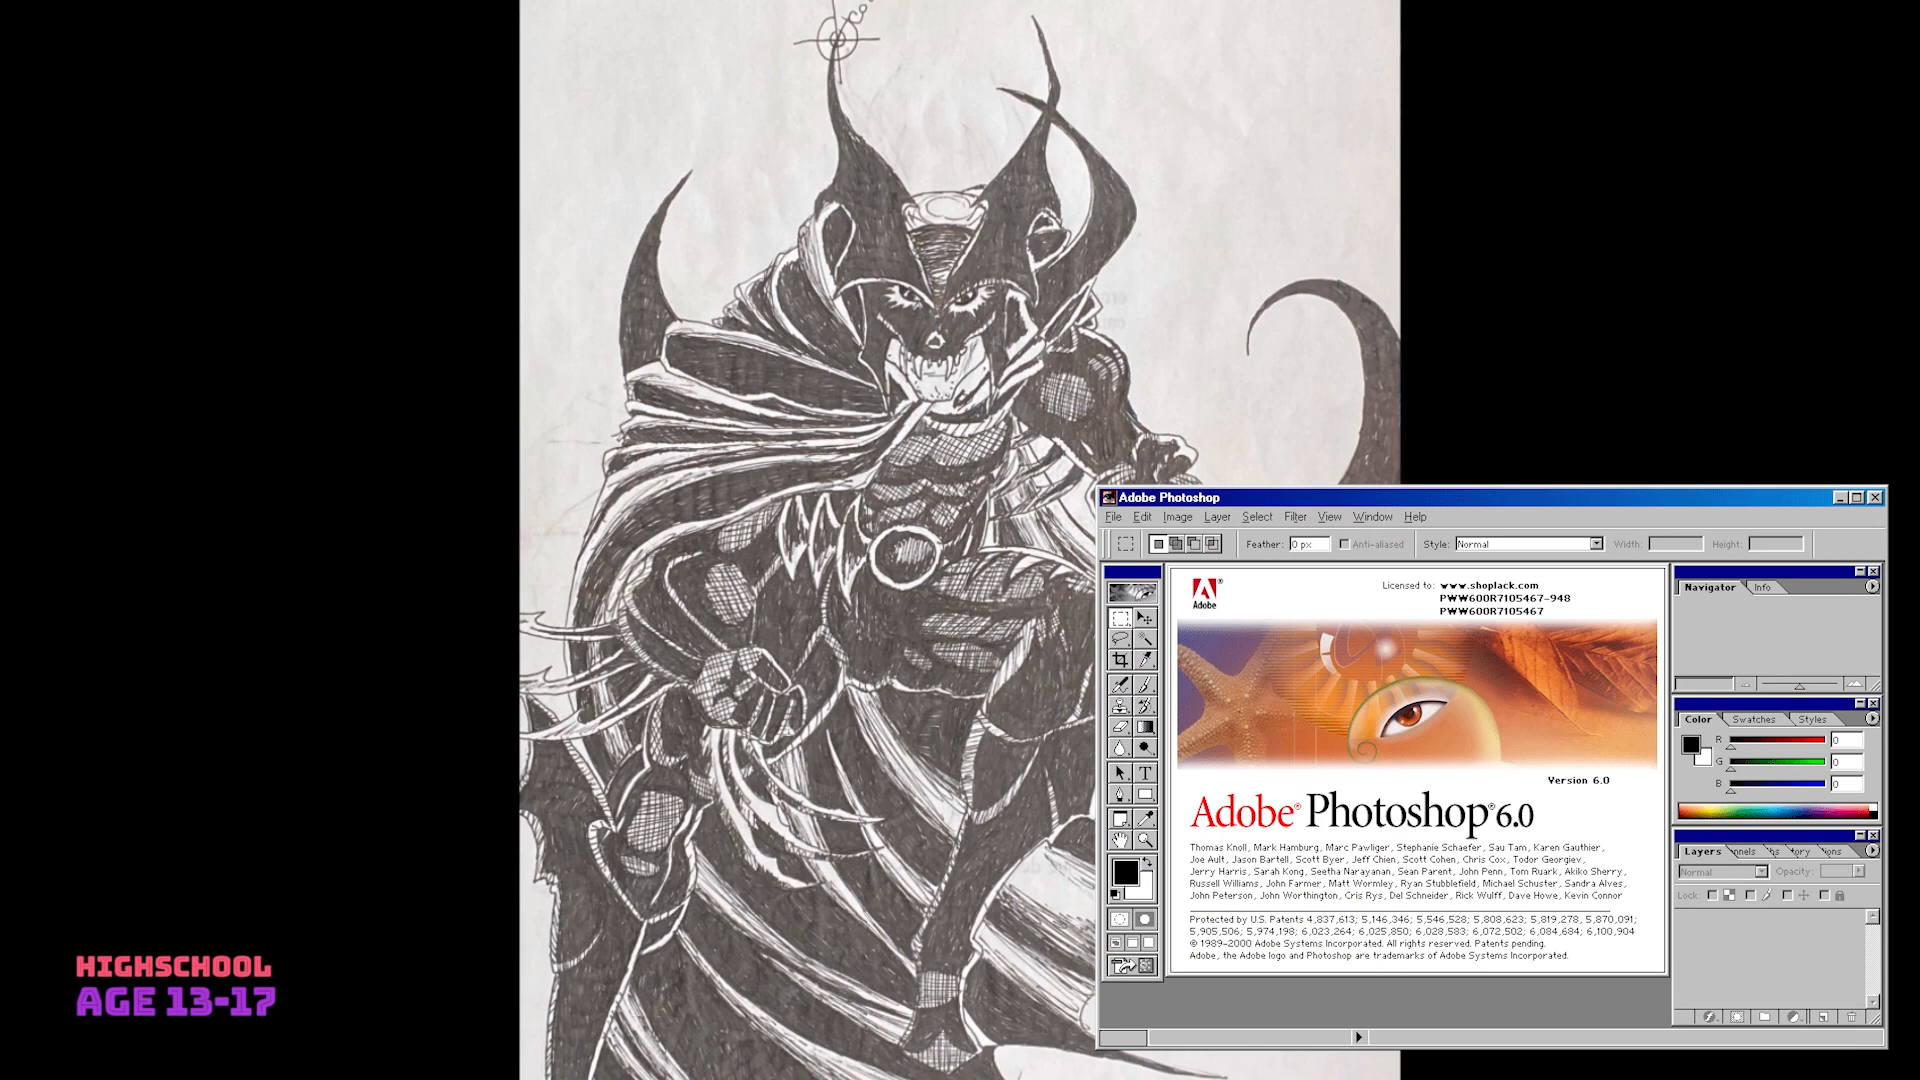 Adobe Photoshop
File Edit Image Layer Select Filter View Window Help
Feather: 0 px Anti-aliased Style: Normal Width: Height:
Adobe
Licensed to: www.shoplack.com
PWW600R7105467-948
PWW600R7105467
Version 6.0
Adobe® Photoshop® 6.0
Thomas Knoll, Mark Hamburg, Marc Pawliger, Stephanie Schaefer, Sau Tam, Karen Gauthier,
Joe Ault, Jason Bartell, Scott Byer, Jeff Chien, Scott Cohen, Chris Cox, Todor Georgiev,
Jerry Harris, Sarah Kong, Seetha Narayanan, Sean Parent, John Penn, Tom Ruark, Akiko Sherry,
Russell Williams, John Farmer, Matt Wormley, Ryan Stubblefield, Michael Schuster, Sandra Alves,
John Peterson, John Worthington, Cris Rys, Del Schneider, Rick Wulff, Dave Howe, Kevin Connor
Protected by U.S. Patents 4,837,613; 5,146,346; 5,546,528; 5,808,623; 5,819,278, 5,870,091;
5,905,506; 5,974,198; 6,023,264; 6,025,850; 6,028,583; 6,072,502; 6,084,684; 6,100,904
© 1989-2000 Adobe Systems Incorporated. All rights reserved. Patents pending.
Adobe, the Adobe logo and Photoshop are trademarks of Adobe Systems Incorporated.
Navigator Info
Color Swatches Styles
R 0
G 0
B 0
Layers nnels hs tory ions
Normal Opacity:
Lock:
HIGHSCHOOL
AGE 13-17